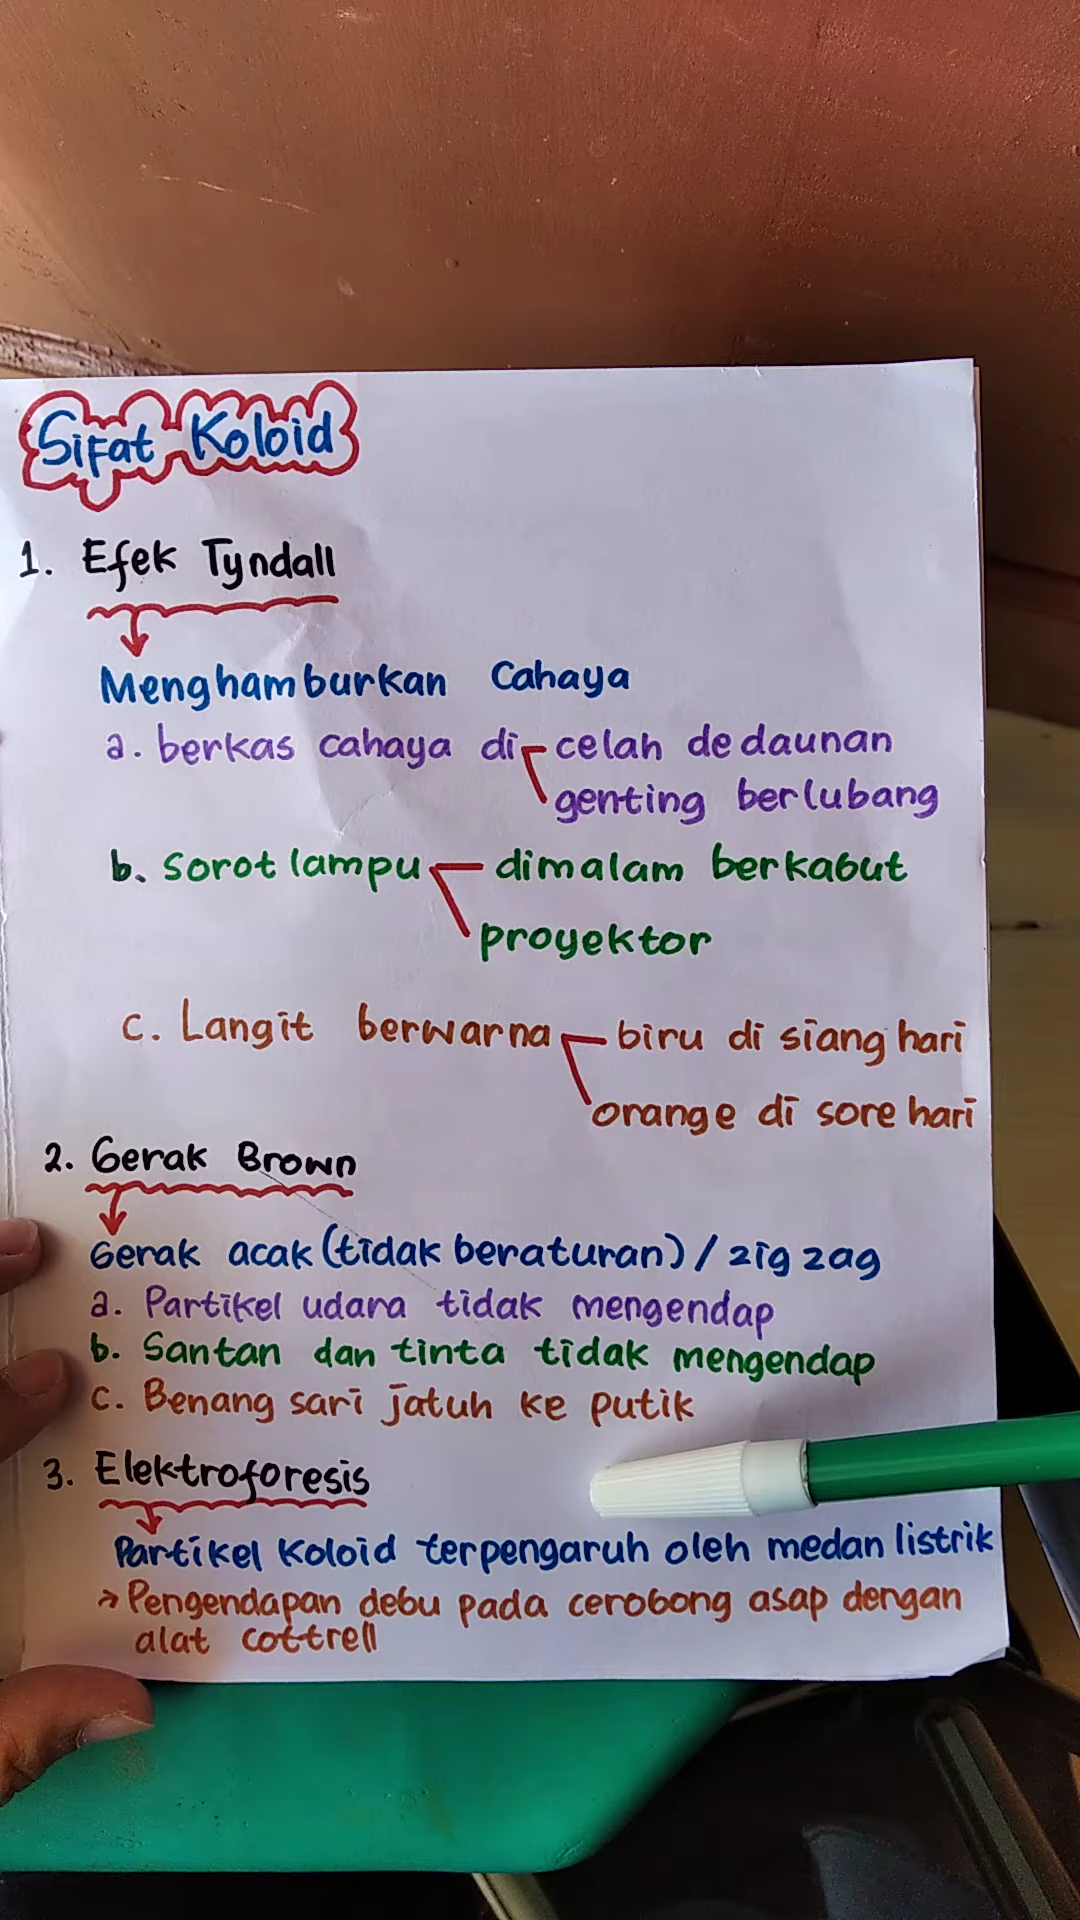 Sifat Koloid
1. Efek Tyndall
Menghamburkan Cahaya
a. berkas cahaya di celah dedaunan
genting berlubang
b. Sorot lampu dimalam berkabut
proyektor
c. Langit berwarna biru di siang hari
orange di sore hari
2. Gerak Brown
Gerak acak (tidak beraturan) / zig zag
a. Partikel udara tidak mengendap
b. Santan dan tinta tidak mengendap
c. Benang sari jatuh ke putik
3. Elektroforesis
Partikel Koloid terpengaruh oleh medan listrik
→ Pengendapan debu pada cerobong asap dengan
alat cottrell